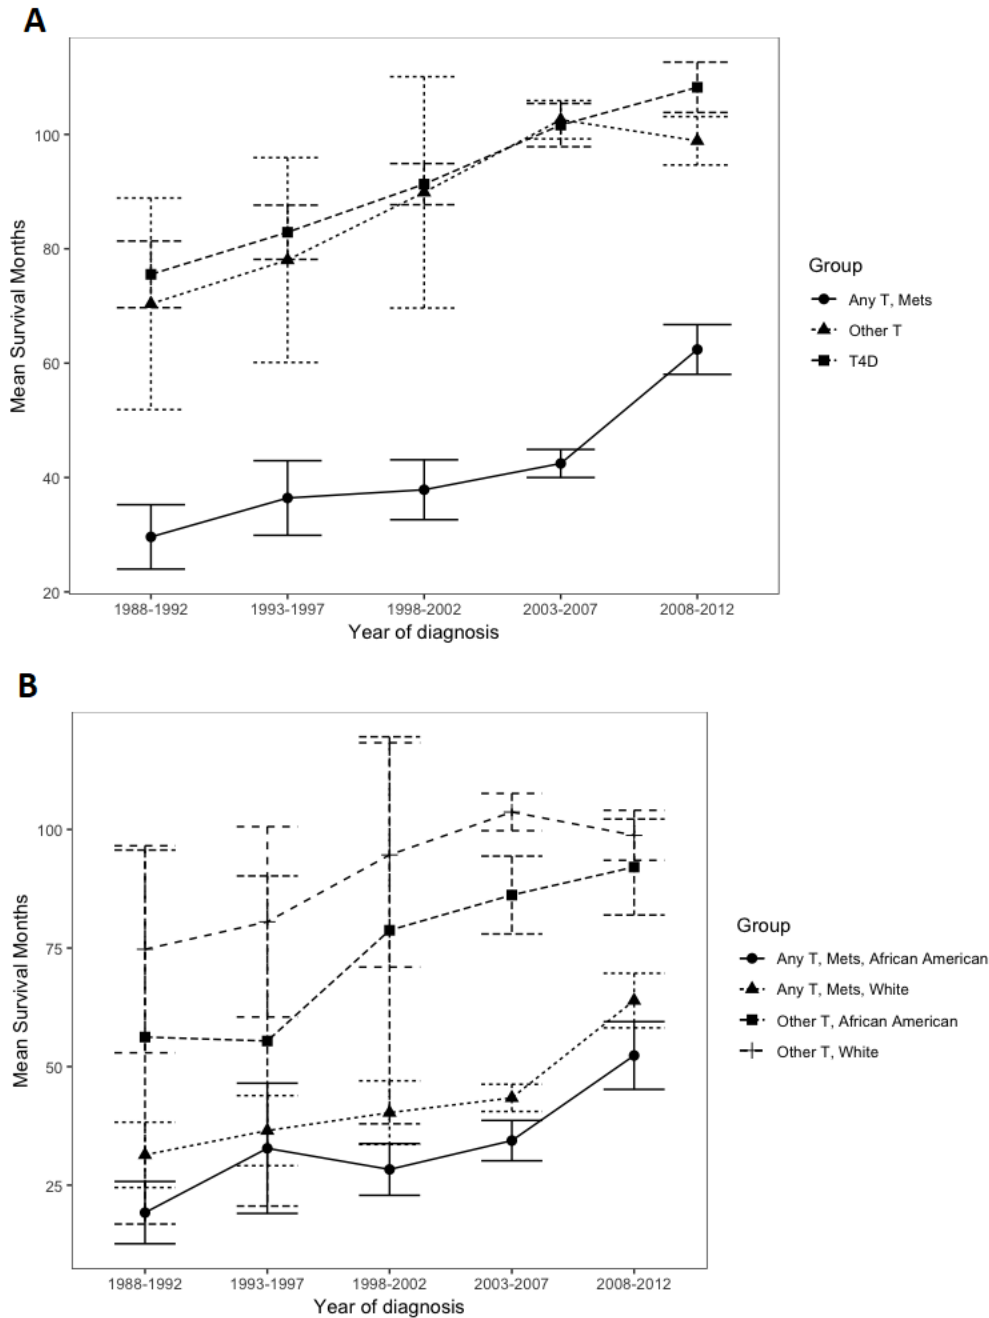 A
Mean Survival Months
100
80
60
40
20
1988-1992 1993-1997 1998-2002 2003-2007 2008-2012
Year of diagnosis
Group
Any T, Mets
Other T
T4D
B
Mean Survival Months
100
75
50
25
1988-1992 1993-1997 1998-2002 2003-2007 2008-2012
Year of diagnosis
Group
Any T, Mets, African American
Any T, Mets, White
Other T, African American
Other T, White